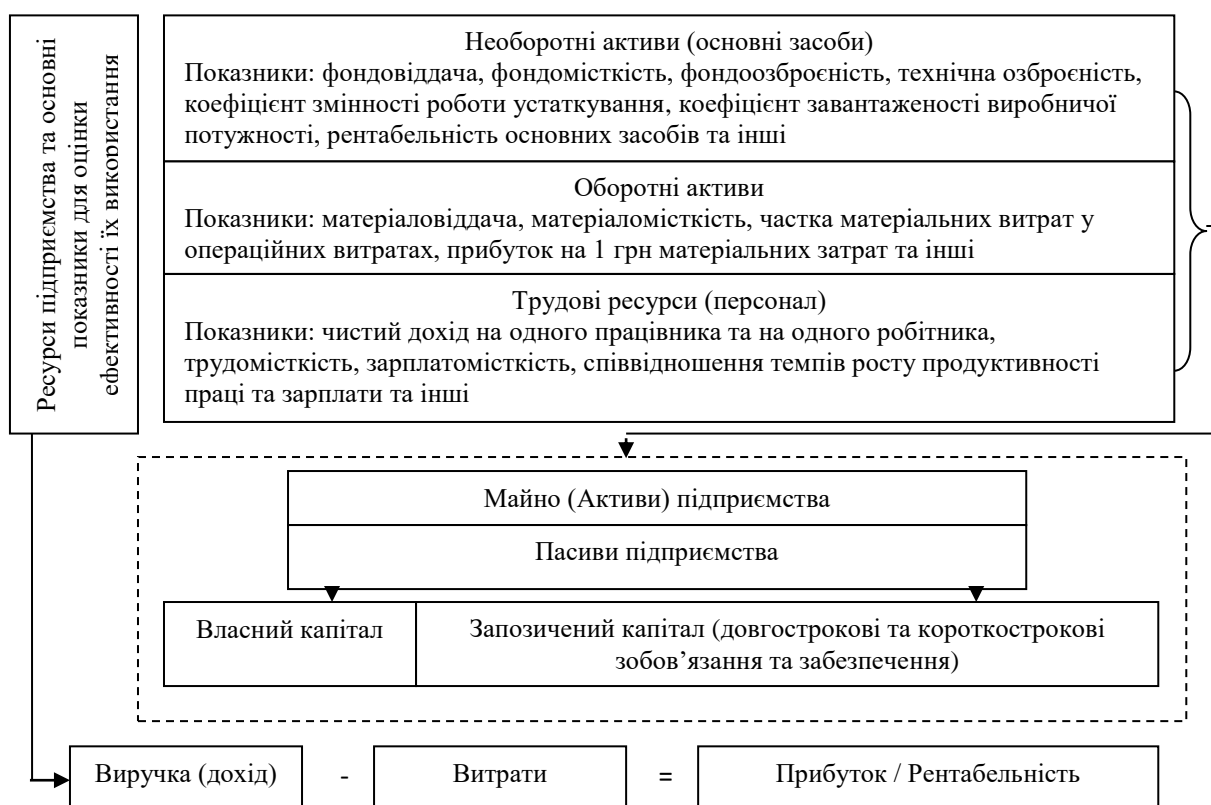 Ресурси підприємства та основні
показники для оцінки
ефективності їх використання
Необоротні активи (основні засоби)
Показники: фондовіддача, фондомісткість, фондоозброєність, технічна озброєність,
коефіцієнт змінності роботи устаткування, коефіцієнт завантаженості виробничої
потужності, рентабельність основних засобів та інші
Оборотні активи
Показники: матеріаловіддача, матеріаломісткість, частка матеріальних витрат у
операційних витратах, прибуток на 1 грн матеріальних затрат та інші
Трудові ресурси (персонал)
Показники: чистий дохід на одного працівника та на одного робітника,
трудомісткість, зарплатомісткість, співвідношення темпів росту продуктивності
праці та зарплати та інші
Майно (Активи) підприємства
Пасиви підприємства
Власний капітал
Запозичений капітал (довгострокові та короткострокові
зобов’язання та забезпечення)
Виручка (дохід) - Витрати = Прибуток / Рентабельність